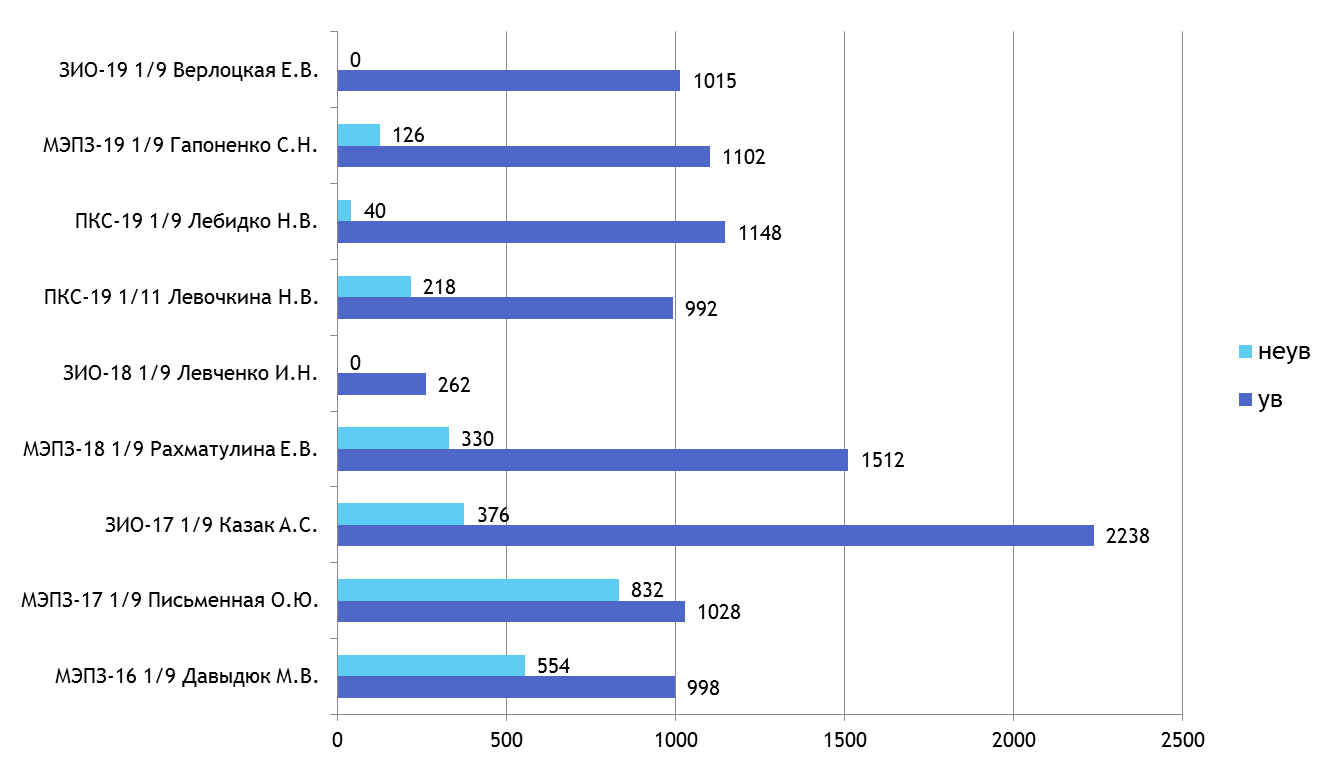 ЗИО-19 1/9 Верлоцкая Е.В.
0
1015
МЭПЗ-19 1/9 Гапоненко С.Н.
126
1102
ПКС-19 1/9 Лебидко Н.В.
40
1148
ПКС-19 1/11 Левочкина Н.В.
218
992
ЗИО-18 1/9 Левченко И.Н.
0
262
МЭПЗ-18 1/9 Рахматулина Е.В.
330
1512
ЗИО-17 1/9 Казак А.С.
376
2238
МЭПЗ-17 1/9 Письменная О.Ю.
832
1028
МЭПЗ-16 1/9 Давыдюк М.В.
554
998
0 500 1000 1500 2000 2500
неув
ув